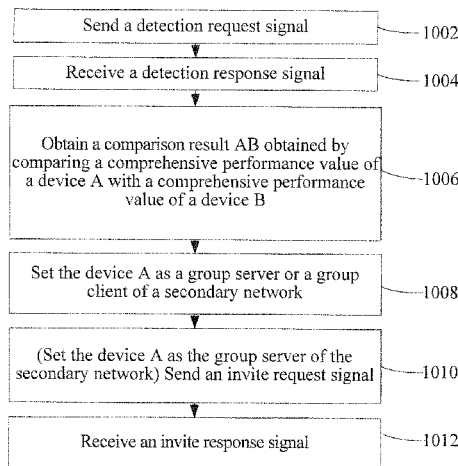 Send a detection request signal
1002
Receive a detection response signal
1004
Obtain a comparison result AB obtained by
comparing a comprehensive performance value of
a device A with a comprehensive performance
value of a device B
1006
Set the device A as a group server or a group
client of a secondary network
1008
(Set the device A as the group server of the
secondary network) Send an invite request signal
1010
Receive an invite response signal
1012